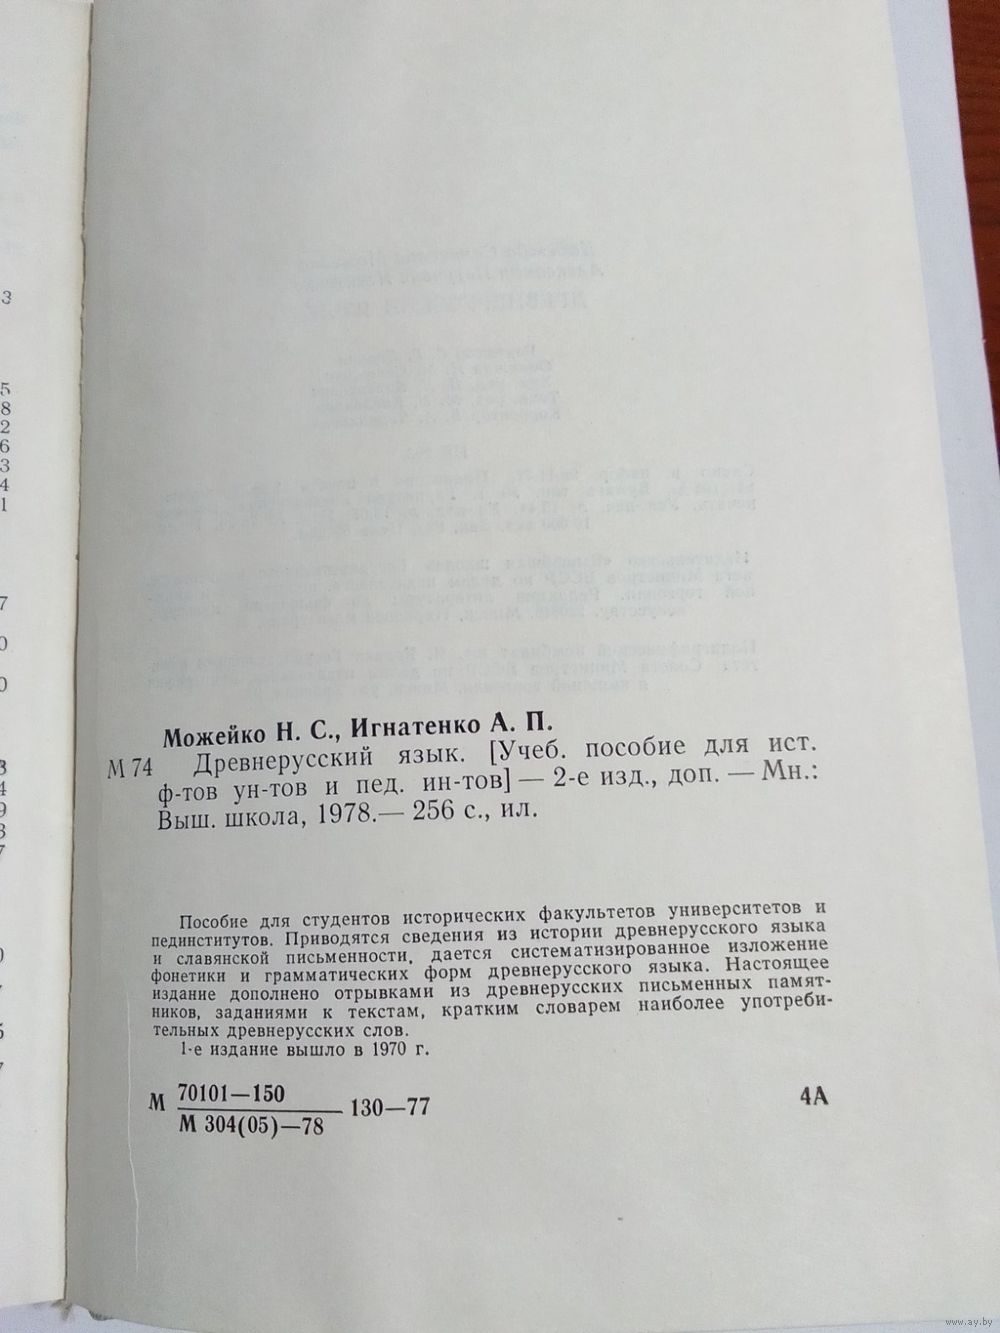 Можейко Н. С., Игнатенко А. П.
М 74 Древнерусский язык. [Учеб. пособие для ист.
ф-тов ун-тов и пед. ин-тов] — 2-е изд., доп. — Мн.:
Выш. школа, 1978.— 256 с., ил.
Пособие для студентов исторических факультетов университетов и
пединститутов. Приводятся сведения из истории древнерусского языка
и славянской письменности, дается систематизированное изложение
фонетики и грамматических форм древнерусского языка. Настоящее
издание дополнено отрывками из древнерусских письменных памят-
ников, заданиями к текстам, кратким словарем наиболее употреби-
тельных древнерусских слов.
1-е издание вышло в 1970 г.
М 70101—150
М 304(05)—78
130—77
4А
www.ay.by